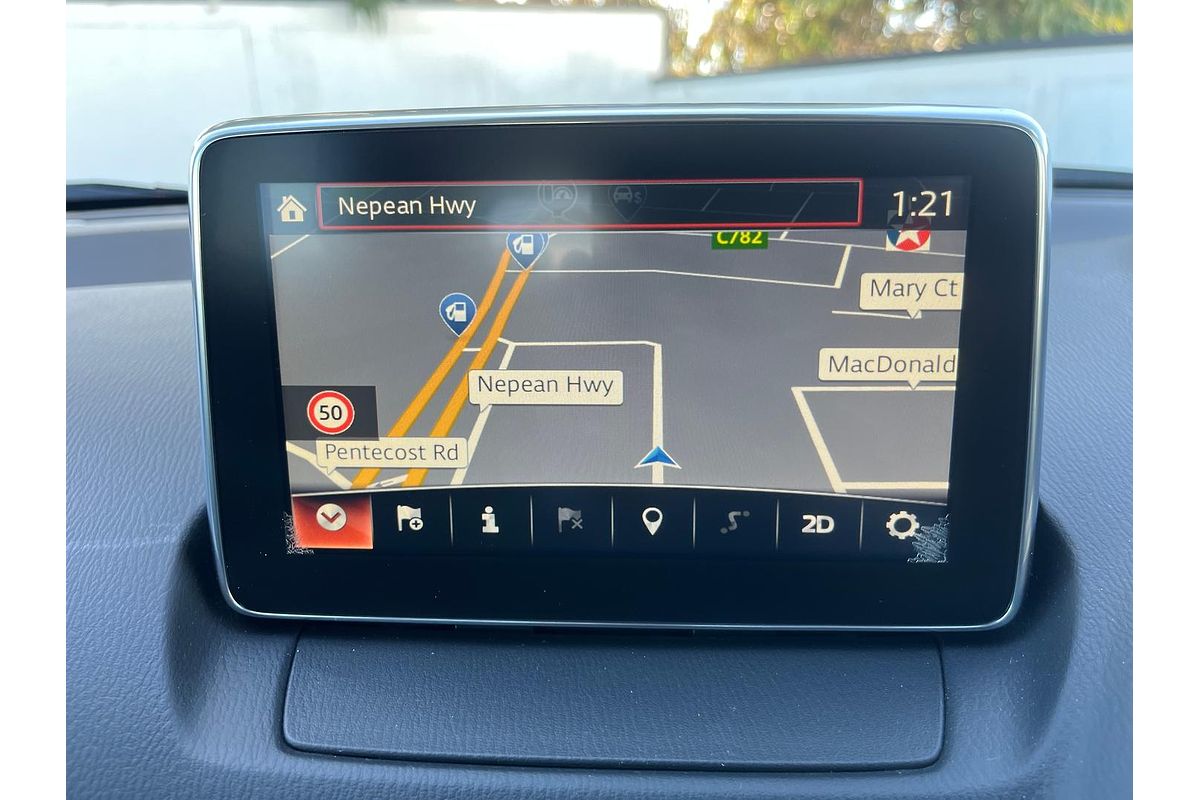 Nepean Hwy
1:21
C782
Mary Ct
MacDonald
Nepean Hwy
50
Pentecost Rd
2D